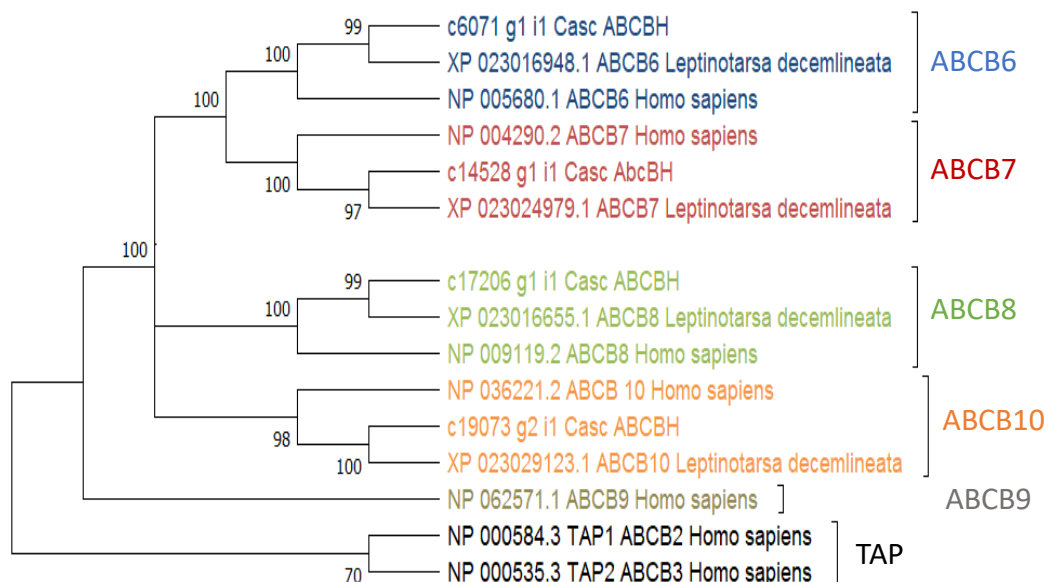 99
c6071 g1 i1 Casc ABCBH
100
XP 023016948.1 ABCB6 Leptinotarsa decemlineata
ABCB6
100
NP 005680.1 ABCB6 Homo sapiens
NP 004290.2 ABCB7 Homo sapiens
c14528 g1 i1 Casc AbcBH
ABCB7
100
97
XP 023024979.1 ABCB7 Leptinotarsa decemlineata
100
99
c17206 g1 i1 Casc ABCBH
100
XP 023016655.1 ABCB8 Leptinotarsa decemlineata
ABCB8
NP 009119.2 ABCB8 Homo sapiens
NP 036221.2 ABCB 10 Homo sapiens
c19073 g2 i1 Casc ABCBH
ABCB10
98
100
XP 023029123.1 ABCB10 Leptinotarsa decemlineata
NP 062571.1 ABCB9 Homo sapiens
ABCB9
NP 000584.3 TAP1 ABCB2 Homo sapiens
TAP
70
NP 000535.3 TAP2 ABCB3 Homo sapiens